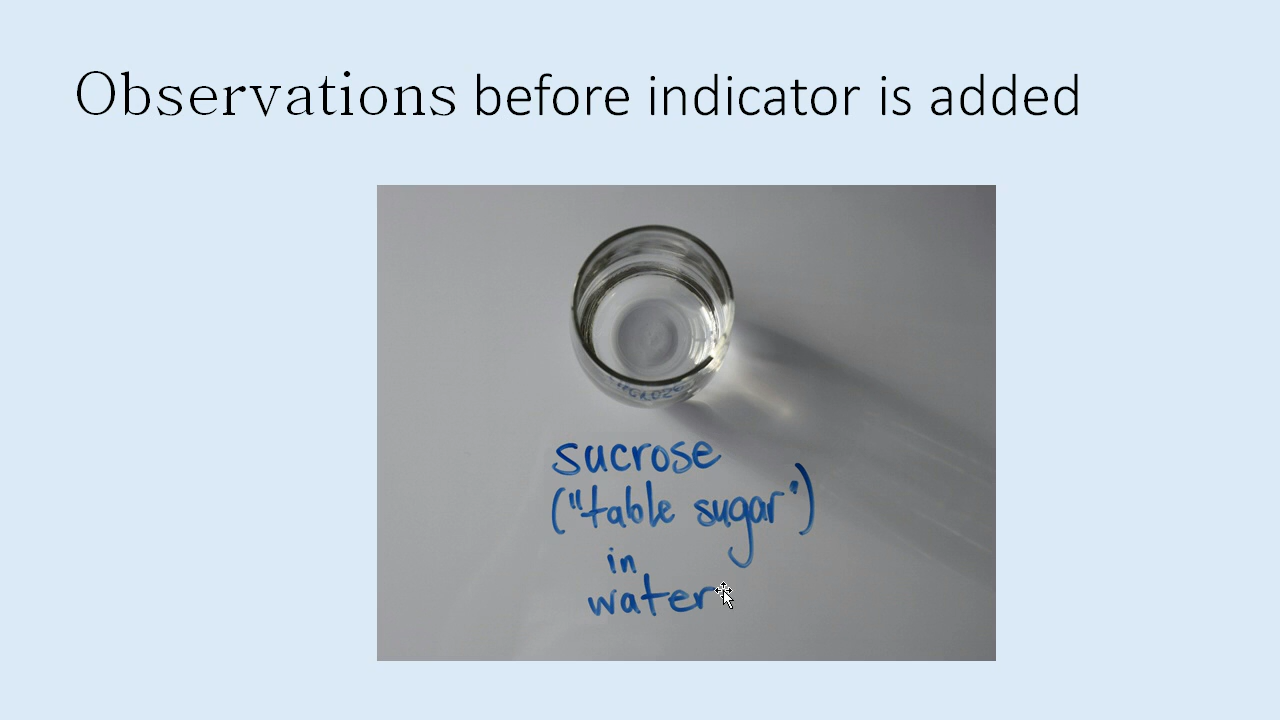 Observations before indicator is added
sucrose
("table sugar")
in
water